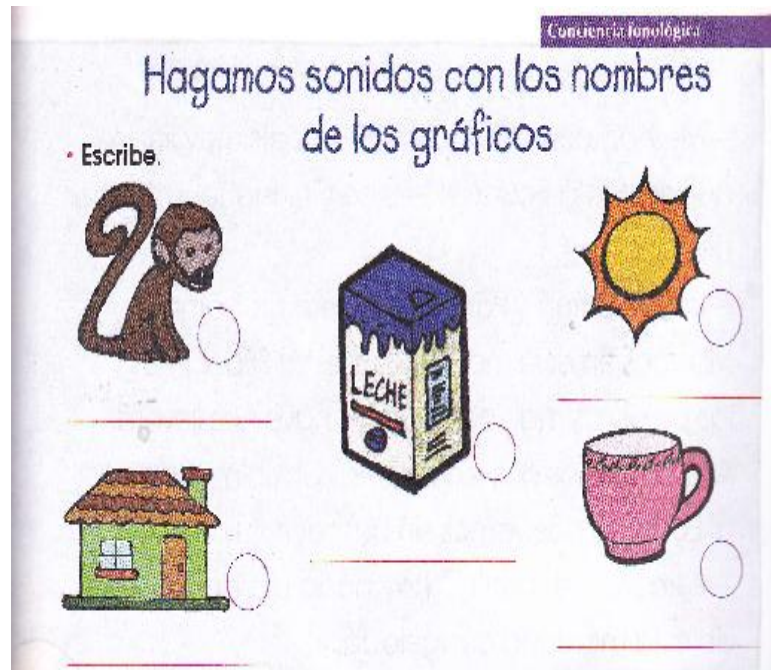 Conciencia fonológica
Hagamos sonidos con los nombres
de los gráficos
• Escribe.
LECHE